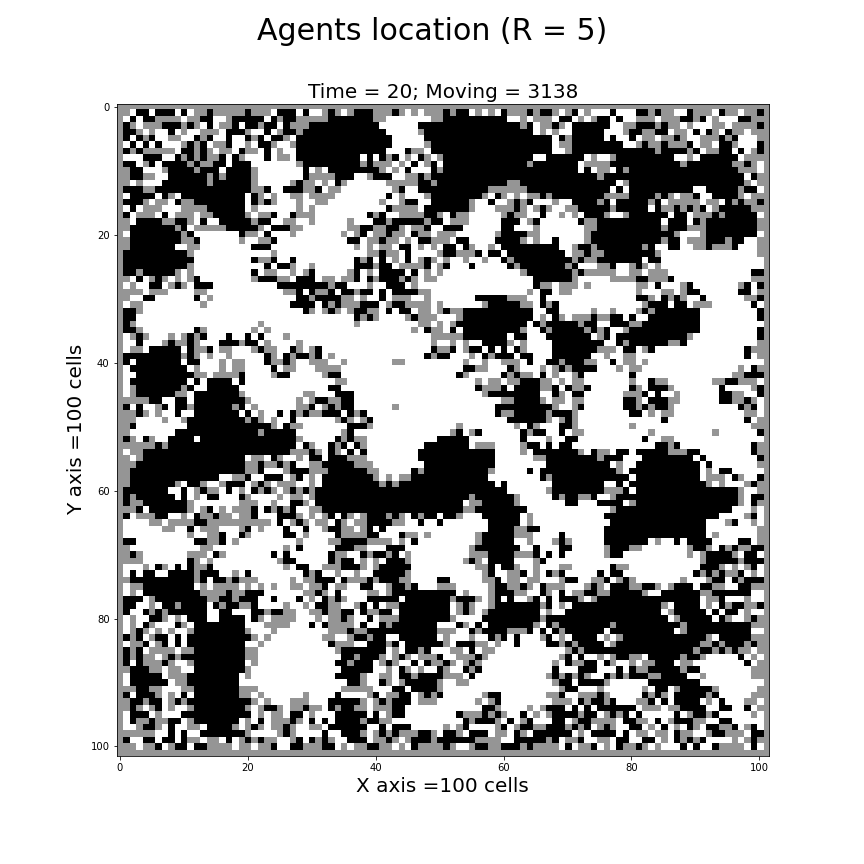 Agents location (R = 5)
Time = 20; Moving = 3138
0
20
40
60
80
100
Y axis =100 cells
0 20 40 60 80 100
X axis =100 cells